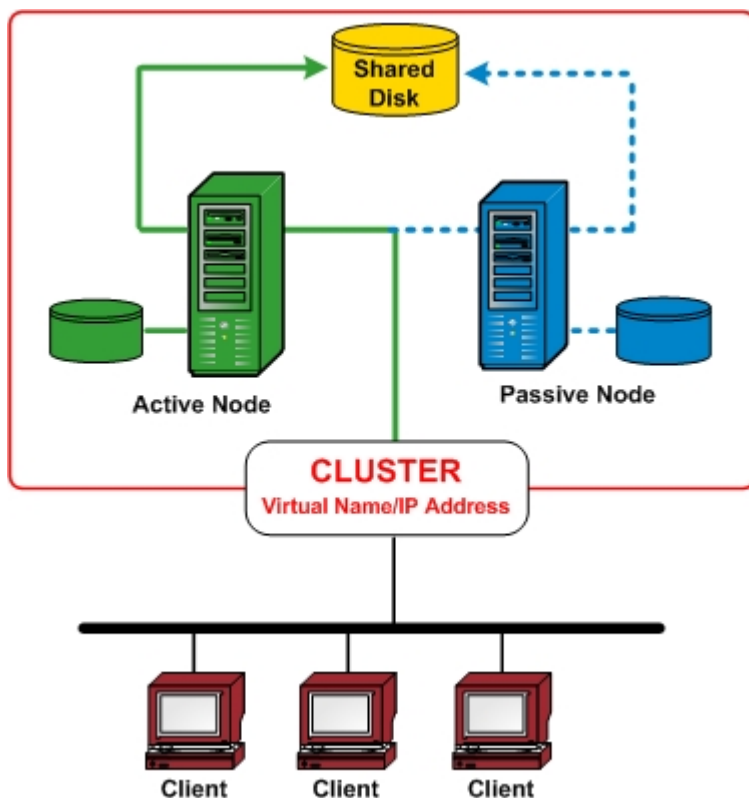 Shared
Disk
Active Node
Passive Node
CLUSTER
Virtual Name/IP Address
Client
Client
Client